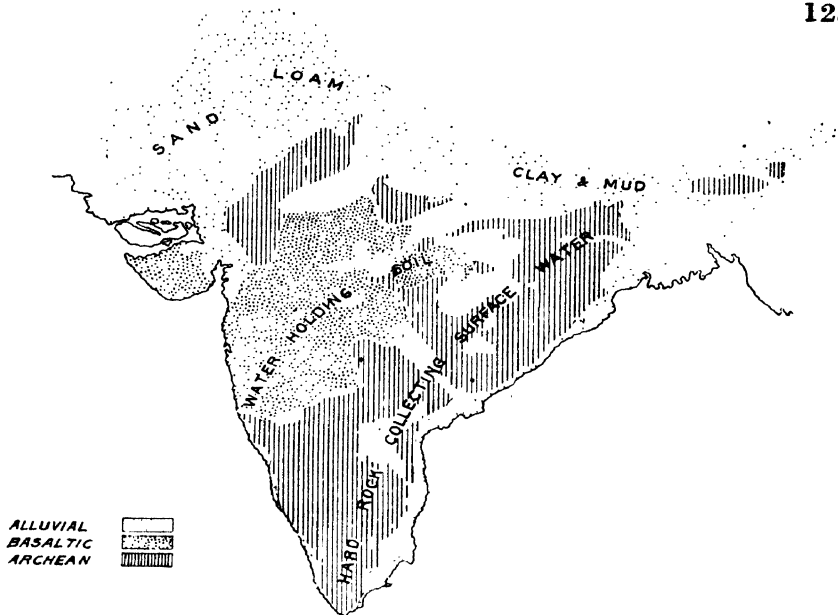 12
LOAM
SAND
CLAY & MUD
WATER HOLDING SOIL
HARD ROCK COLLECTING SURFACE WATER
ALLUVIAL
BASALTIC
ARCHEAN